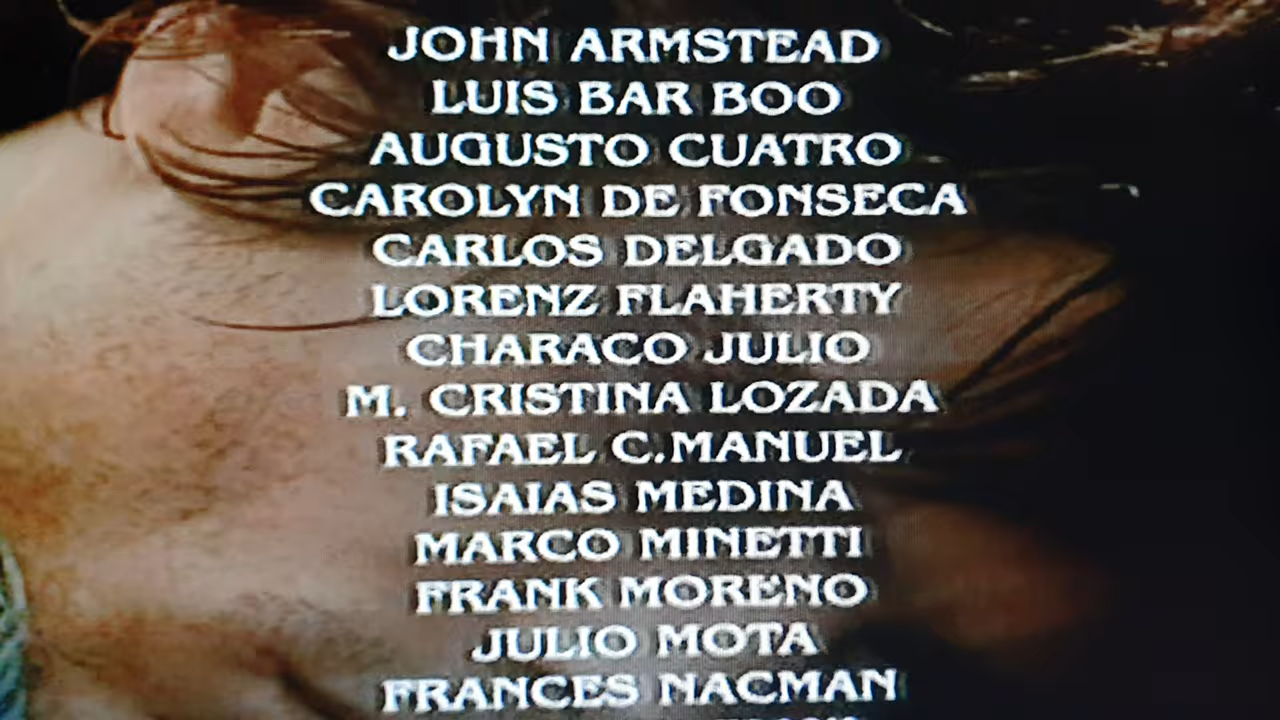 JOHN ARMSTEAD
LUIS BAR BOO
AUGUSTO CUATRO
CAROLYN DE FONSECA
CARLOS DELGADO
LORENZ FLAHERTY
CHARACO JULIO
M. CRISTINA LOZADA
RAFAEL C.MANUEL
ISAIAS MEDINA
MARCO MINETTI
FRANK MORENO
JULIO MOTA
FRANCES NACMAN